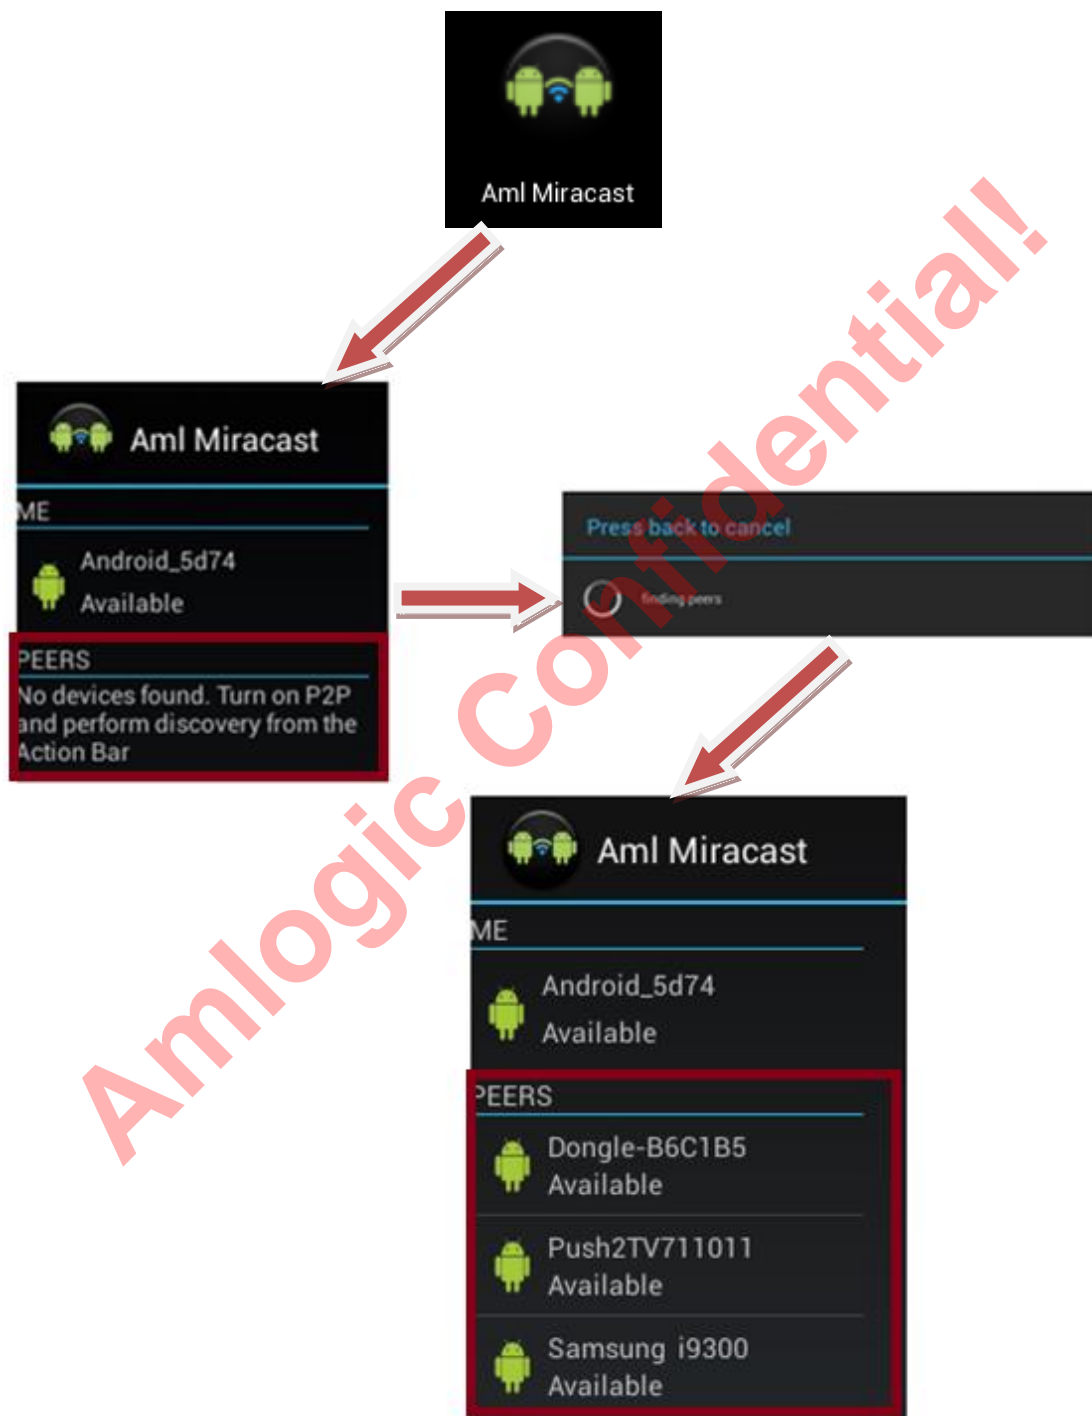 Aml Miracast
Aml Miracast
ME
Android_5d74
Available
PEERS
No devices found. Turn on P2P
and perform discovery from the
Action Bar
Press back to cancel
finding peers
Aml Miracast
ME
Android_5d74
Available
PEERS
Dongle-B6C1B5
Available
Push2TV711011
Available
Samsung i9300
Available
Amlogic Confidential!